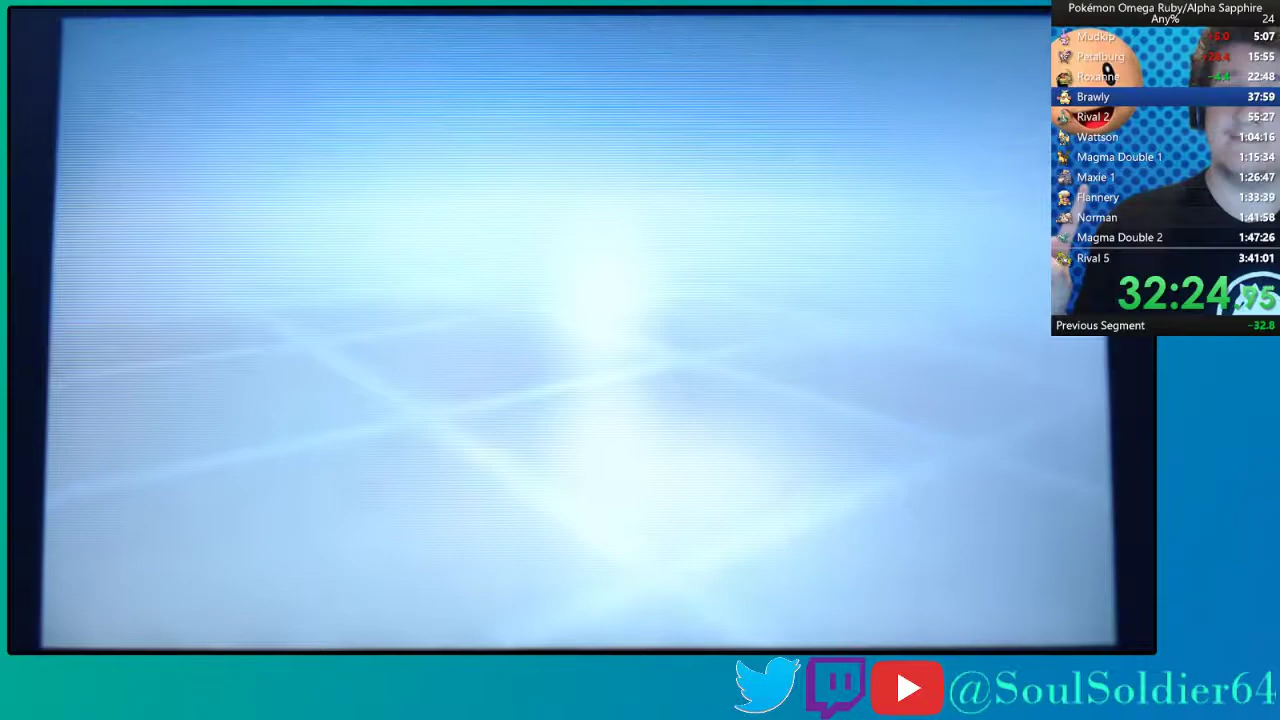 Pokémon Omega Ruby/Alpha Sapphire
Any% 24
Mudkip 5:07
Petalburg 15:55
Roxanne -4.4 22:48
Brawly 37:59
Rival 2 55:27
Wattson 1:04:16
Magma Double 1 1:15:34
Maxie 1 1:26:47
Flannery 1:33:39
Norman 1:41:58
Magma Double 2 1:47:26
Rival 5 3:41:01
32:24.95
Previous Segment -32.8
@SoulSoldier64